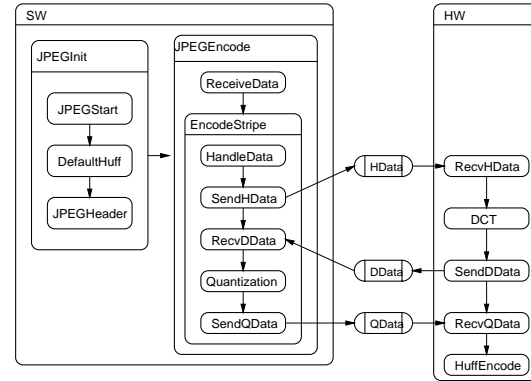 SW
JPEGInit
JPEGStart
DefaultHuff
JPEGHeader
JPEGEncode
ReceiveData
EncodeStripe
HandleData
SendHData
RecvDData
Quantization
SendQData
HData
DData
QData
HW
RecvHData
DCT
SendDData
RecvQData
HuffEncode